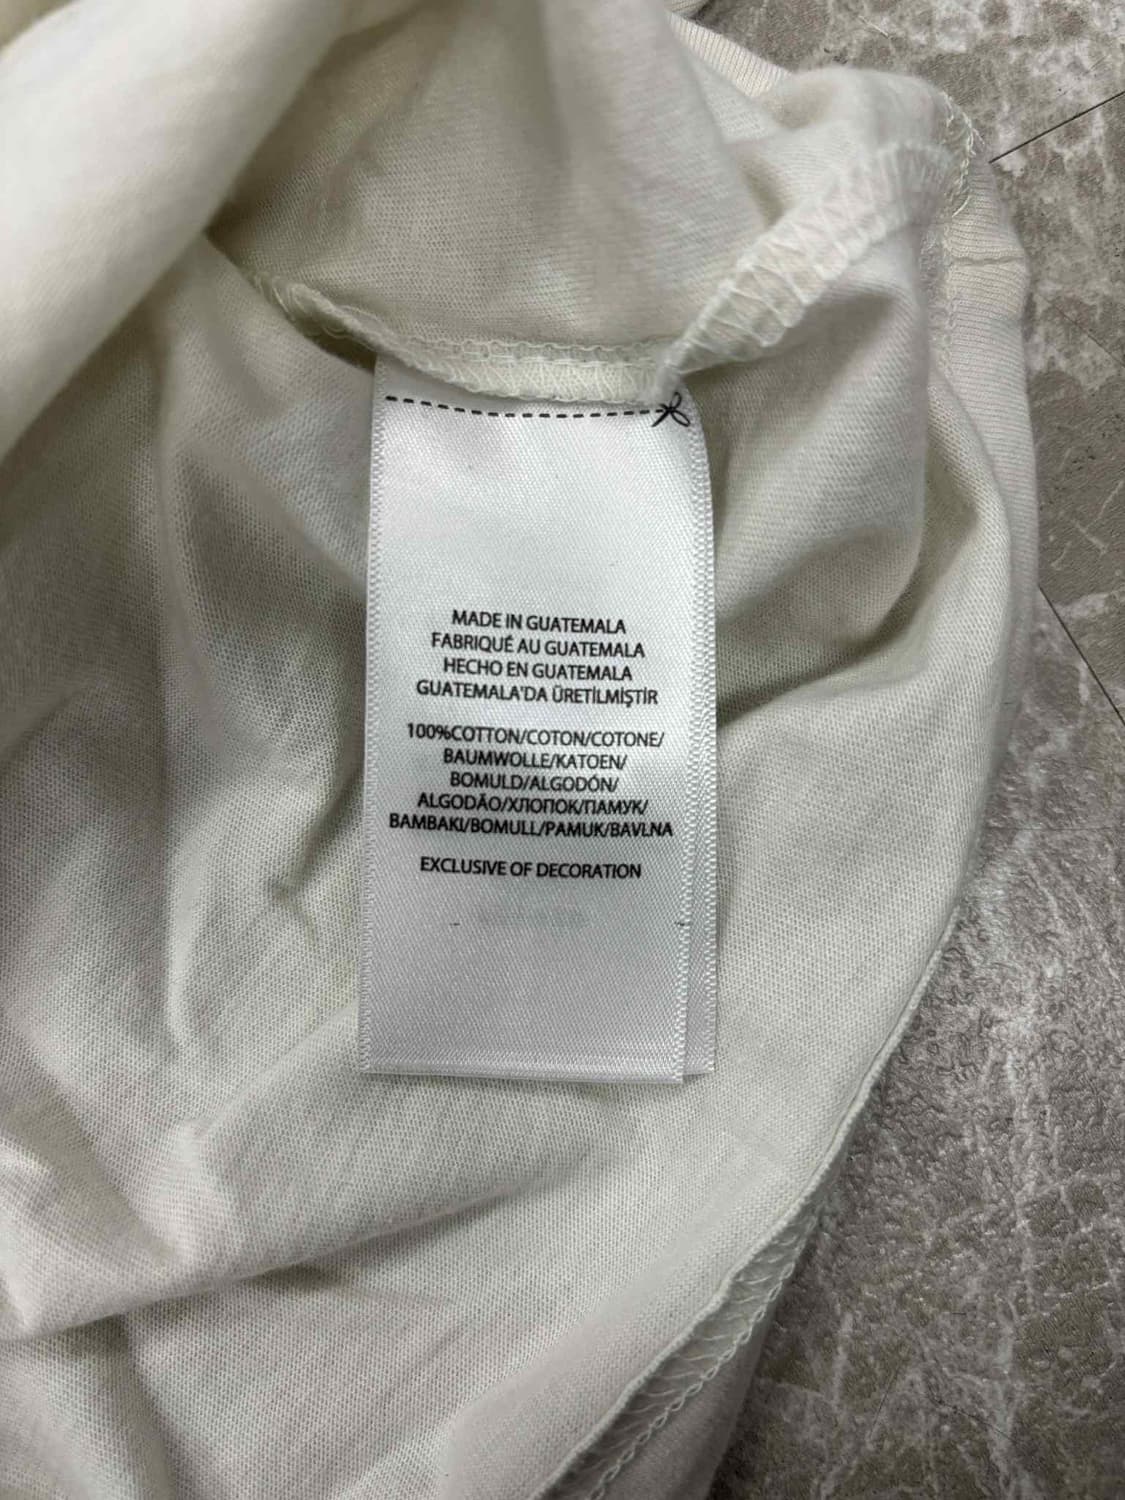 MADE IN GUATEMALA
FABRIQUÉ AU GUATEMALA
HECHO EN GUATEMALA
GUATEMALA'DA ÜRETİLMİŞTİR
100%COTTON/COTON/COTONE/
BAUMWOLLE/KATOEN/
BOMULD/ALGODÓN/
ALGODÃO/ХЛОПОК/ПАМУК/
BAMBAKI/BOMULL/PAMUK/BAVLNA
EXCLUSIVE OF DECORATION